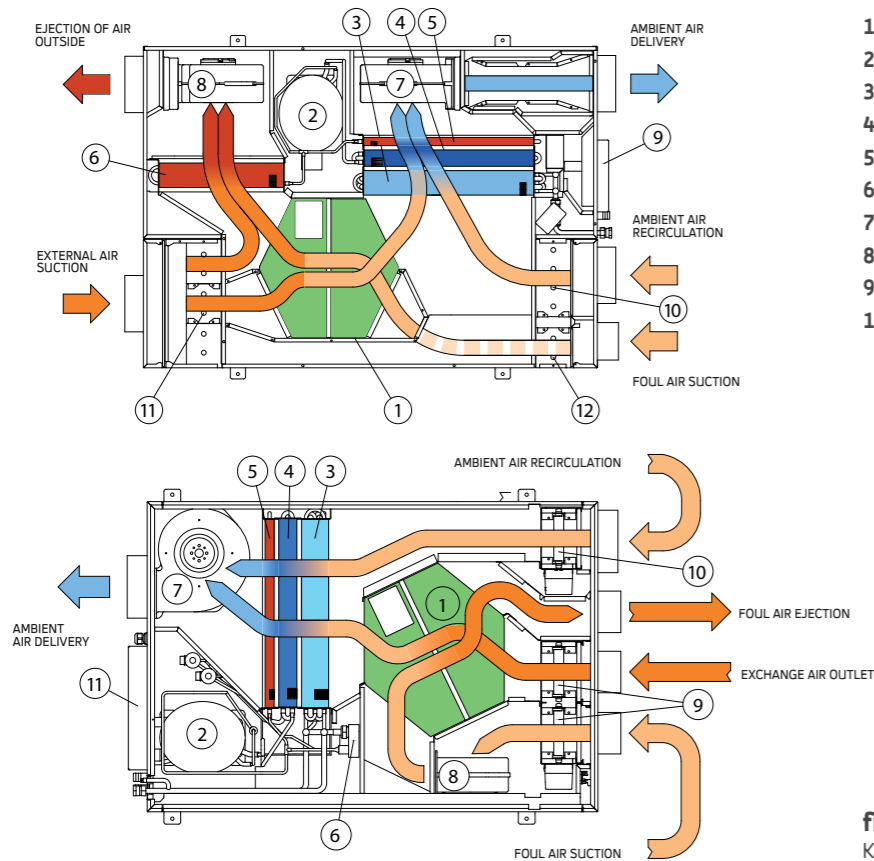 EJECTION OF AIR
OUTSIDE
3
4
5
AMBIENT AIR
DELIVERY
8
2
7
9
6
EXTERNAL AIR
SUCTION
AMBIENT AIR
RECIRCULATION
10
FOUL AIR SUCTION
11
1
12
1
2
3
4
5
6
7
8
9
1
5
4
3
AMBIENT AIR RECIRCULATION
10
7
1
AMBIENT
AIR DELIVERY
FOUL AIR EJECTION
EXCHANGE AIR OUTLET
11
2
9
8
6
FOUL AIR SUCTION
K